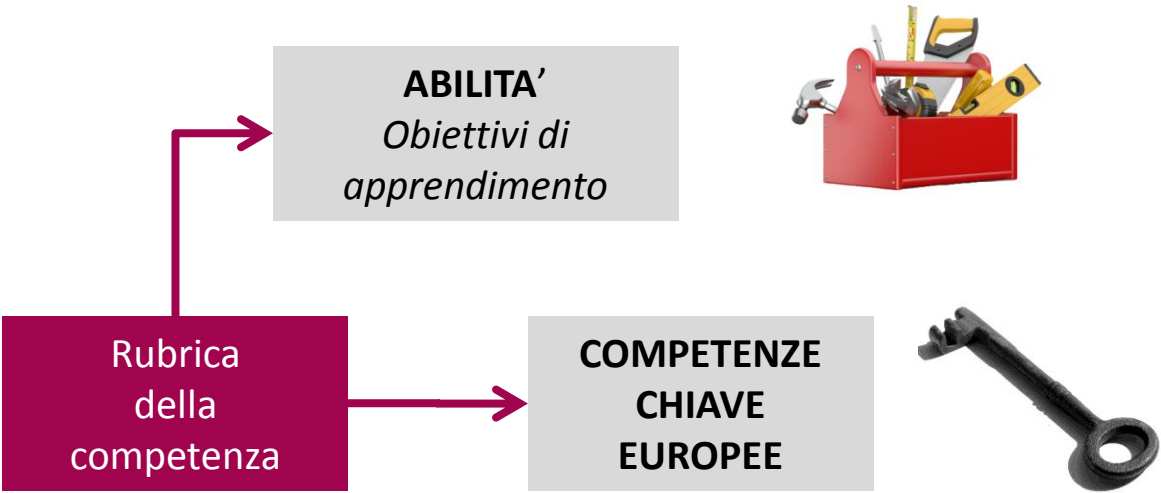 ABILITA’
Obiettivi di
apprendimento
Rubrica
della
competenza
COMPETENZE
CHIAVE
EUROPEE